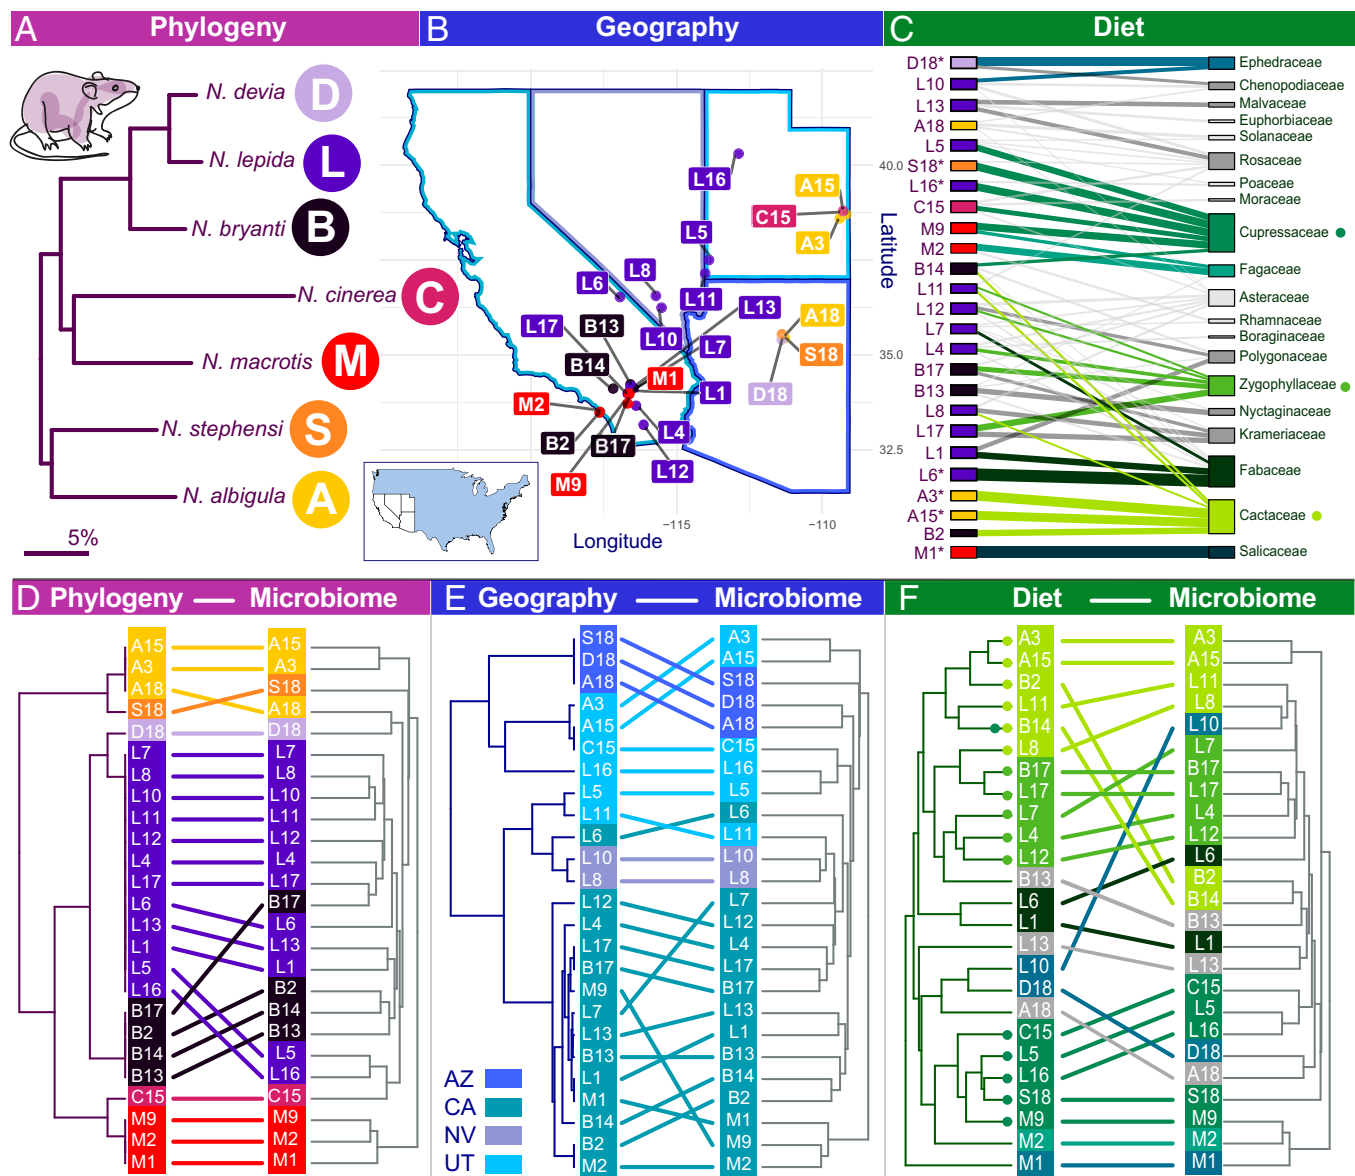 A Phylogeny
N. devia D
N. lepida L
N. bryanti B
N. cinerea C
N. macrotis M
N. stephensi S
N. albigula A
5%
B Geography
L16
A15
C15
A3
L5
L8
L6
L11
L13
A18
L17
B13
L10
L7
S18
B14
M1
D18
L1
M2
B2
B17
L4
M9
L12
40.0
35.0
32.5
Latitude
−115
−110
Longitude
C Diet
D18*
L10
L13
A18
L5
S18*
L16*
C15
M9
M2
B14
L11
L12
L7
L4
B17
B13
L8
L17
L1
L6*
A3*
A15*
B2
M1*
Ephedraceae
Chenopodiaceae
Malvaceae
Euphorbiaceae
Solanaceae
Rosaceae
Poaceae
Moraceae
Cupressaceae
Fagaceae
Asteraceae
Rhamnaceae
Boraginaceae
Polygonaceae
Zygophyllaceae
Nyctaginaceae
Krameriaceae
Fabaceae
Cactaceae
Salicaceae
D Phylogeny — Microbiome
A15 A15
A3 A3
A18 S18
S18 A18
D18 D18
L7 L7
L8 L8
L10 L10
L11 L11
L12 L12
L4 L4
L17 L17
L6 B17
L13 L6
L1 L13
L5 L1
L16 B2
B17 B14
B2 B13
B14 L5
B13 L16
C15 C15
M9 M9
M2 M2
M1 M1
E Geography — Microbiome
S18 A3
D18 A15
A18 S18
A3 D18
A15 A18
C15 C15
L16 L16
L5 L5
L11 L6
L6 L11
L10 L10
L8 L8
L12 L7
L4 L12
L17 L4
B17 L17
M9 B17
L7 L13
L13 L1
B13 B13
L1 B14
M1 B2
B14 M1
B2 M9
M2 M2
AZ
CA
NV
UT
F Diet — Microbiome
A3 A3
A15 A15
B2 L11
L11 L8
B14 L10
L8 L7
B17 B17
L17 L17
L7 L4
L4 L12
L12 L6
B13 B2
L6 B14
L1 B13
L13 L1
L10 L13
D18 C15
A18 L5
C15 L16
L5 D18
L16 A18
S18 S18
M9 M9
M2 M2
M1 M1